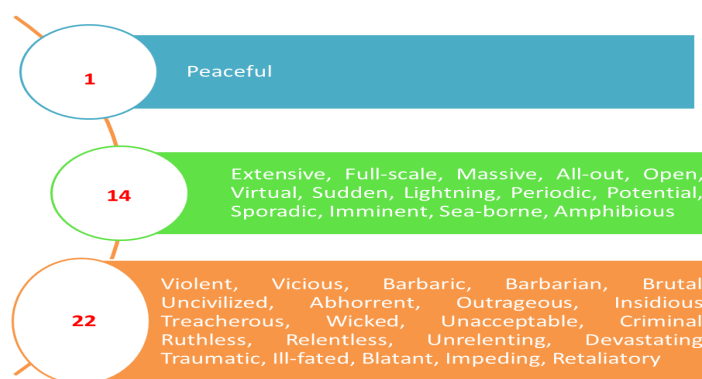 1
Peaceful
14
Extensive, Full-scale, Massive, All-out, Open,
Virtual, Sudden, Lightning, Periodic, Potential,
Sporadic, Imminent, Sea-borne, Amphibious
22
Violent, Vicious, Barbaric, Barbarian, Brutal
Uncivilized, Abhorrent, Outrageous, Insidious
Treacherous, Wicked, Unacceptable, Criminal
Ruthless, Relentless, Unrelenting, Devastating
Traumatic, Ill-fated, Blatant, Impeding, Retaliatory